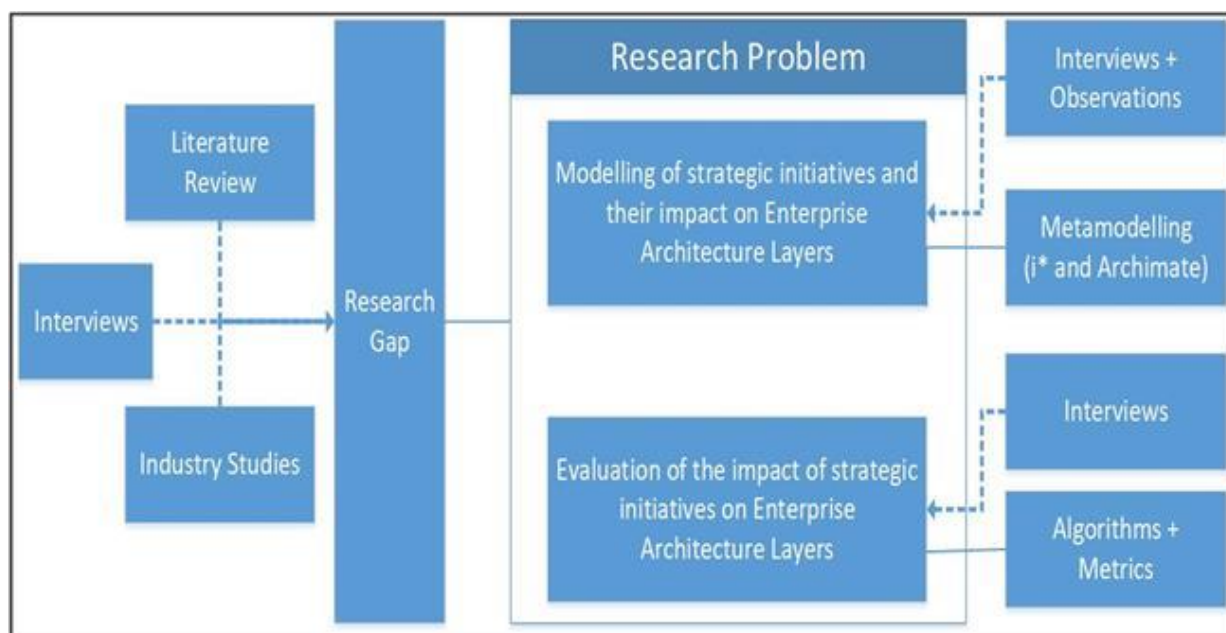 Interviews
Literature
Review
Industry Studies
Research
Gap
Research Problem
Modelling of strategic initiatives and
their impact on Enterprise
Architecture Layers
Evaluation of the impact of strategic
initiatives on Enterprise
Architecture Layers
Interviews +
Observations
Metamodelling
(i* and Archimate)
Interviews
Algorithms +
Metrics